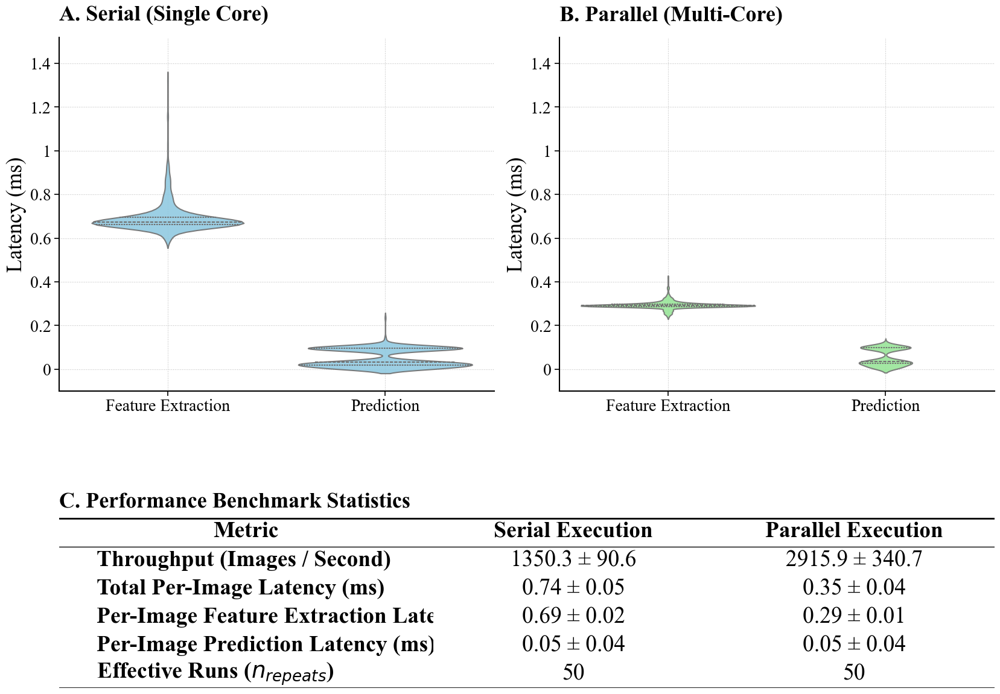 A. Serial (Single Core)
Latency (ms)
1.4
1.2
1
0.8
0.6
0.4
0.2
0
Feature Extraction Prediction
B. Parallel (Multi-Core)
Latency (ms)
1.4
1.2
1
0.8
0.6
0.4
0.2
0
Feature Extraction Prediction
C. Performance Benchmark Statistics
Metric Serial Execution Parallel Execution
Throughput (Images / Second) 1350.3 ± 90.6 2915.9 ± 340.7
Total Per-Image Latency (ms) 0.74 ± 0.05 0.35 ± 0.04
Per-Image Feature Extraction Late 0.69 ± 0.02 0.29 ± 0.01
Per-Image Prediction Latency (ms) 0.05 ± 0.04 0.05 ± 0.04
Effective Runs (n_repeats) 50 50